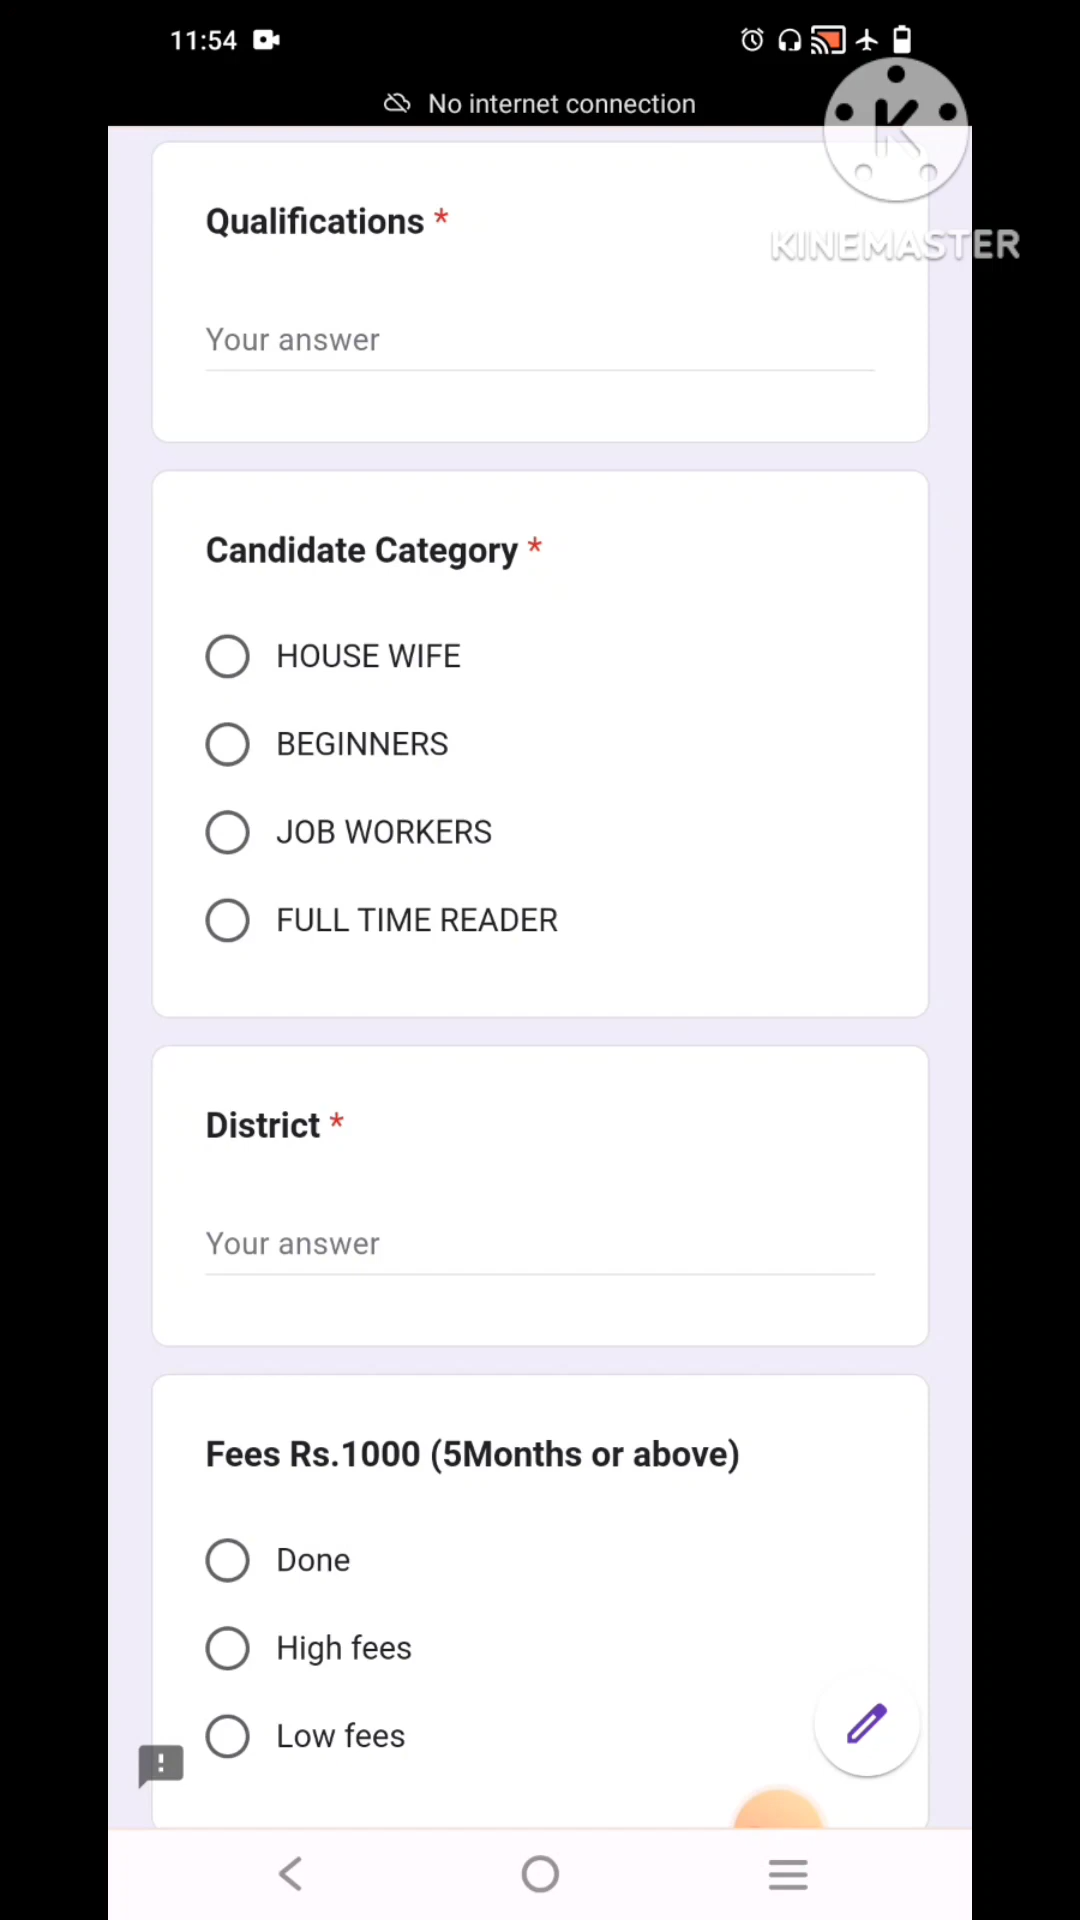 11:54
No internet connection
KINEMASTER
Qualifications *
Your answer
Candidate Category *
HOUSE WIFE
BEGINNERS
JOB WORKERS
FULL TIME READER
District *
Your answer
Fees Rs.1000 (5Months or above)
Done
High fees
Low fees